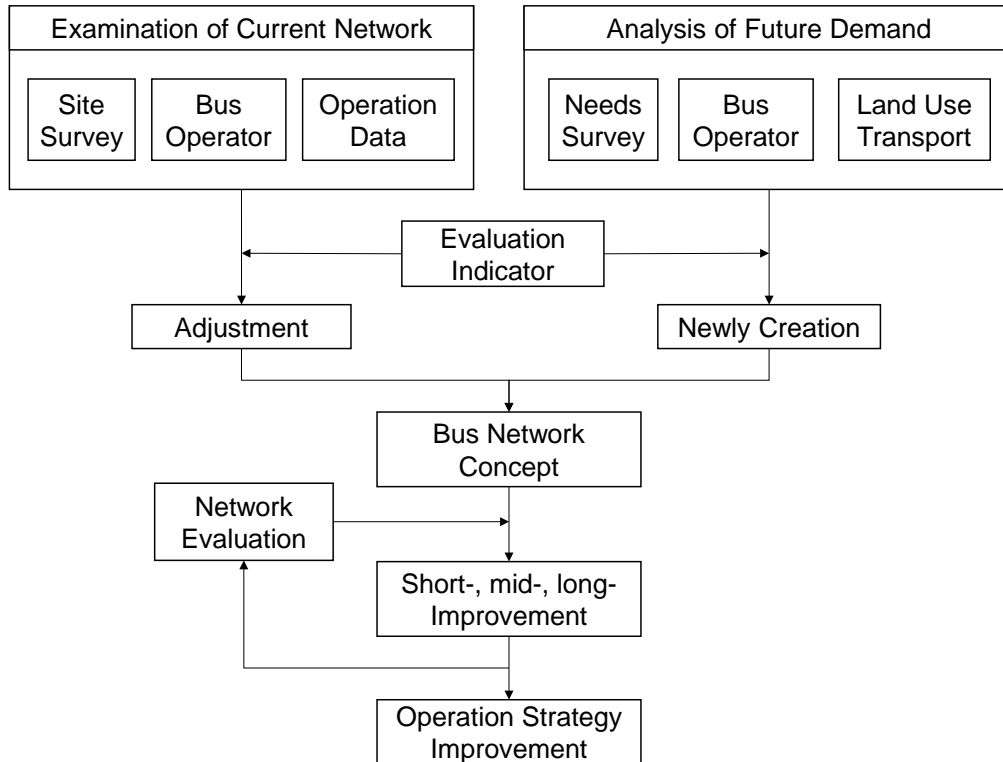 Examination of Current Network
Site
Survey
Bus
Operator
Operation
Data
Analysis of Future Demand
Needs
Survey
Bus
Operator
Land Use
Transport
Evaluation
Indicator
Adjustment
Newly Creation
Bus Network
Concept
Network
Evaluation
Short-, mid-, long-
Improvement
Operation Strategy
Improvement